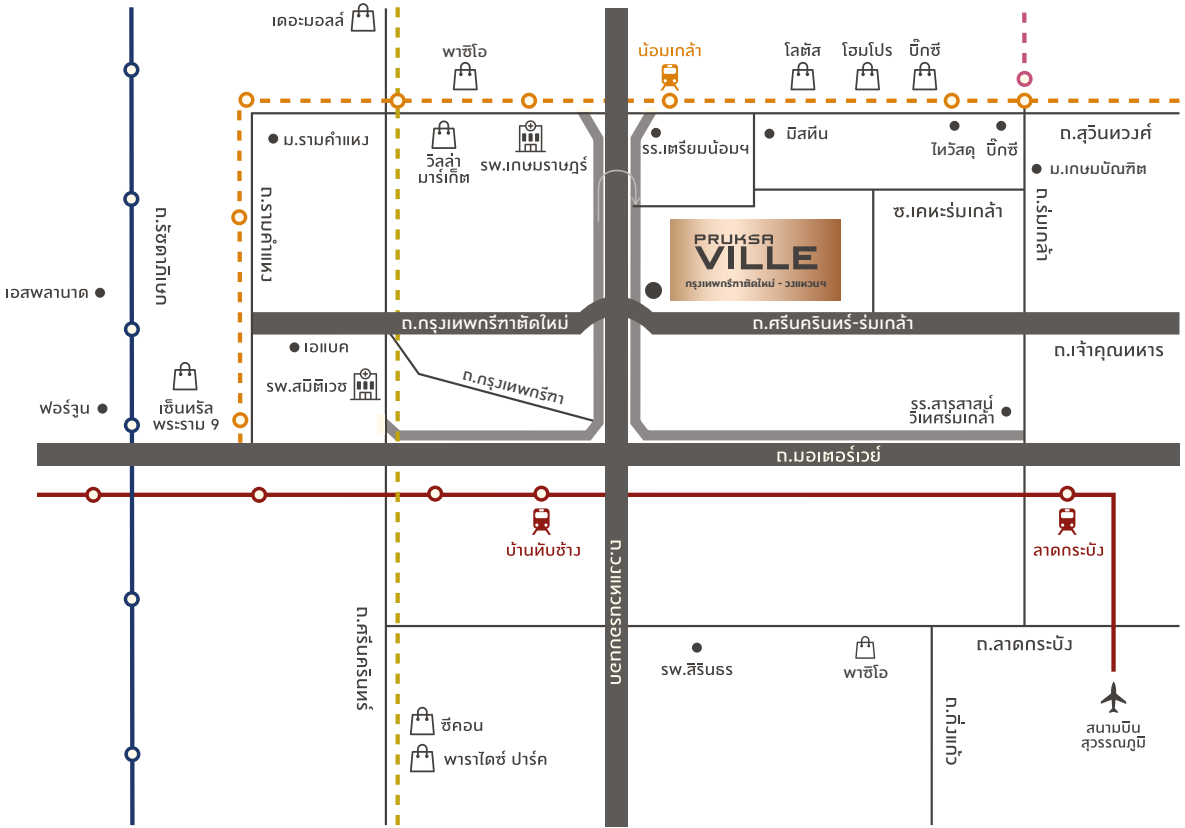 เดอะมอลล์
พาซิโอ
น้อมเกล้า
โลตัส
โฮมโปร
บิ๊กซี
ม.รามคำแหง
วิลล่า
มาร์เก็ต
รพ.เกษมราษฎร์
รร.เตรียมน้อมฯ
มิสทีน
ไทวัสดุ
บิ๊กซี
ถ.สุวินทวงศ์
ม.เกษมบัณฑิต
ถ.รัชดาภิเษก
ถ.รามคำแหง
ซ.เคหะร่มเกล้า
ถ.ร่มเกล้า
PRUKSA
VILLE
กรุงเทพกรีฑาตัดใหม่ - วงแหวนฯ
เอสพลานาด
ถ.กรุงเทพกรีฑาตัดใหม่
ถ.ศรีนครินทร์-ร่มเกล้า
เอแบค
ถ.เจ้าคุณทหาร
รพ.สมิติเวช
ถ.กรุงเทพกรีฑา
ฟอร์จูน
เซ็นทรัล
พระราม 9
รร.สารสาสน์
วิเทศร่มเกล้า
ถ.มอเตอร์เวย์
บ้านทับช้าง
ลาดกระบัง
ถ.วงแหวนรอบนอก
ถ.ศรีนครินทร์
รพ.สิรินธร
พาซิโอ
ถ.ลาดกระบัง
ถ.กิ่งแก้ว
ซีคอน
พาราไดซ์ ปาร์ค
สนามบิน
สุวรรณภูมิ